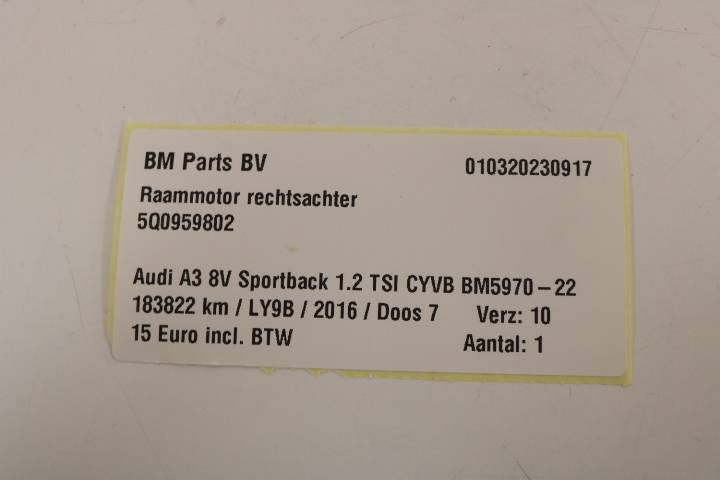 BM Parts BV 010320230917
Raammotor rechtsachter
5Q0959802
Audi A3 8V Sportback 1.2 TSI CYVB BM5970-22
183822 km / LY9B / 2016 / Doos 7 Verz: 10
15 Euro incl. BTW Aantal: 1